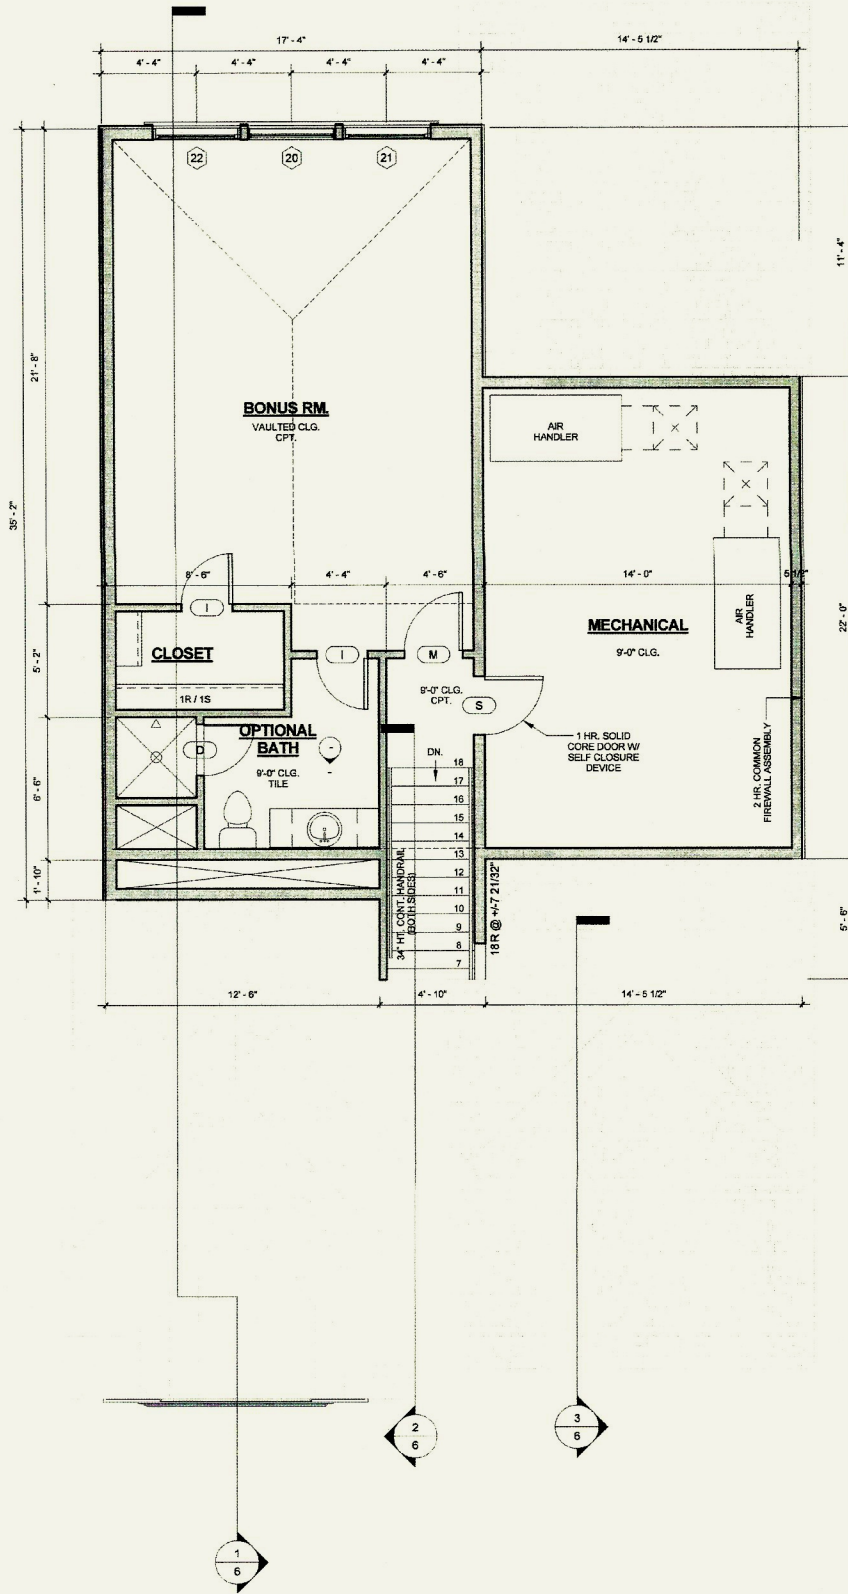 17' - 4"
14' - 5 1/2"
4' - 4"
4' - 4"
4' - 4"
4' - 4"
22
20
21
11' - 4"
21' - 8"
35' - 2"
BONUS RM.
VAULTED CLG.
CPT.
AIR
HANDLER
AIR
HANDLER
8' - 6"
4' - 4"
4' - 6"
14' - 0"
5 1/2"
22' - 0"
I
MECHANICAL
9'-0" CLG.
5' - 2"
CLOSET
1R / 1S
I
M
9'-0" CLG.
CPT.
S
1 HR. SOLID
CORE DOOR W/
SELF CLOSURE
DEVICE
2 HR. COMMON
FIREWALL ASSEMBLY
OPTIONAL
BATH
9'-0" CLG.
TILE
D
-
-
DN.
6' - 6"
18
17
16
15
14
13
12
11
10
9
8
7
34" HT. CONT. HANDRAIL
(BOTH SIDES)
18 R @ +/-7 21/32"
1' - 10"
5' - 6"
12' - 6"
4' - 10"
14' - 5 1/2"
2
6
3
6
1
6